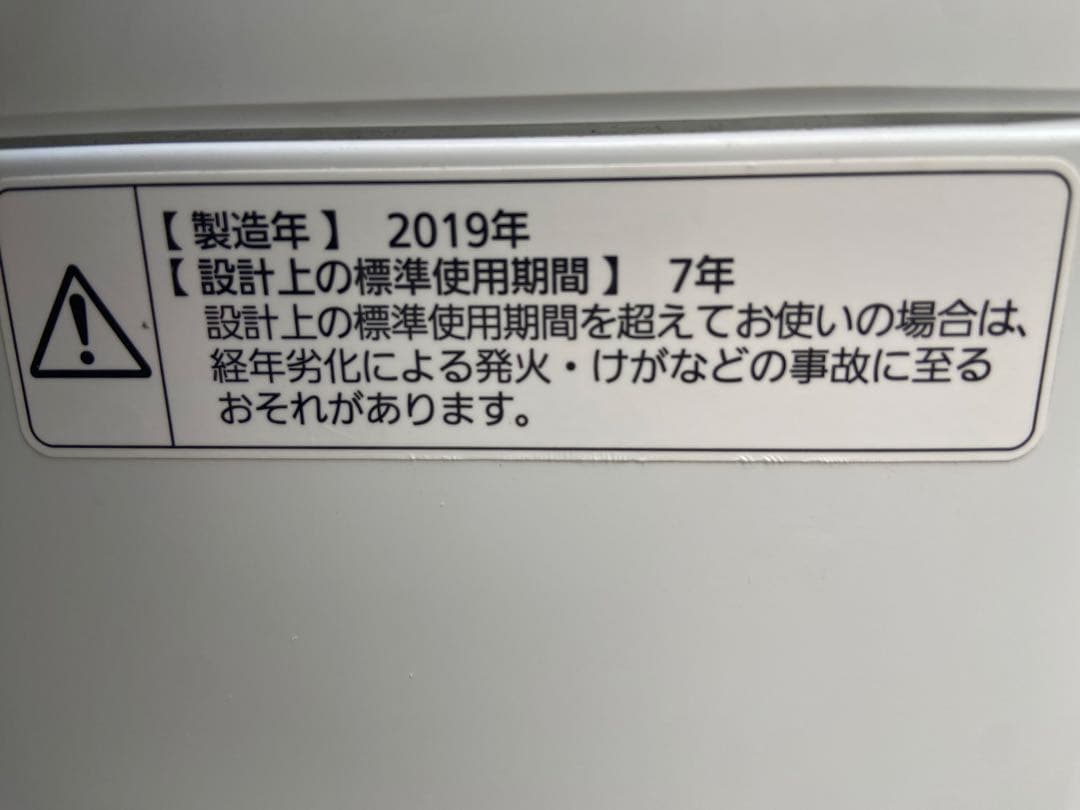 【製造年】 2019年
【設計上の標準使用期間】 7年
設計上の標準使用期間を超えてお使いの場合は、
経年劣化による発火・けがなどの事故に至る
おそれがあります。